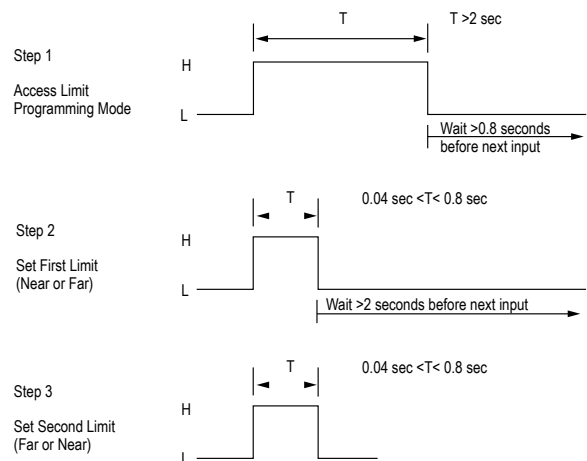 T
T >2 sec
Step 1
H
Access Limit
Programming Mode
L
Wait >0.8 seconds
before next input
T
0.04 sec <T< 0.8 sec
Step 2
H
Set First Limit
(Near or Far)
L
Wait >2 seconds before next input
T
0.04 sec <T< 0.8 sec
Step 3
H
Set Second Limit
(Far or Near)
L